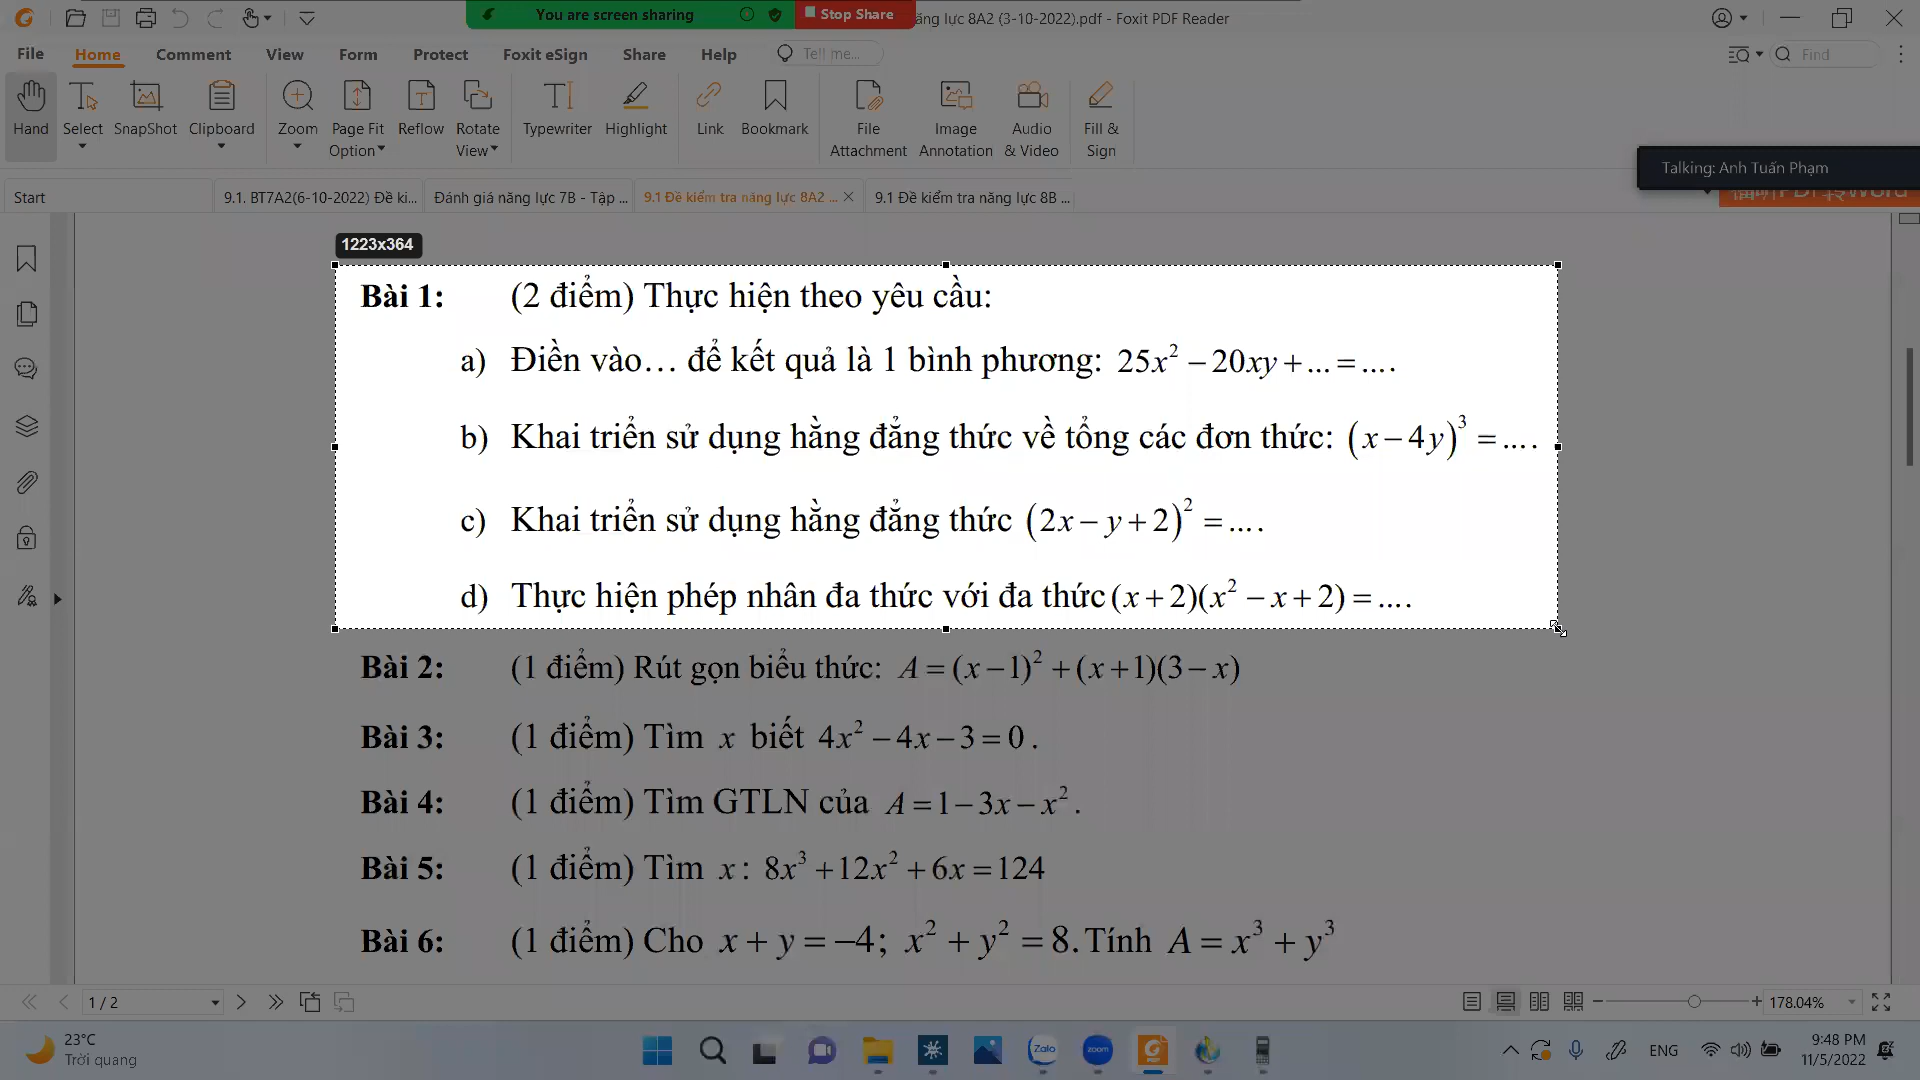 You are screen sharing
Stop Share
ăng lực 8A2 (3-10-2022).pdf - Foxit PDF Reader
File Home Comment View Form Protect Foxit eSign Share Help Tell me... Find
Hand Select SnapShot Clipboard Zoom Page Fit Option Reflow Rotate View Typewriter Highlight Link Bookmark File Attachment Image Annotation Audio & Video Fill & Sign
Talking: Anh Tuấn Phạm
Start 9.1. BT7A2(6-10-2022) Đề ki... Đánh giá năng lực 7B - Tập ... 9.1 Đề kiểm tra năng lực 8A2 ... 9.1 Đề kiểm tra năng lực 8B ...
1223x364
Bài 1: (2 điểm) Thực hiện theo yêu cầu:
a) Điền vào… để kết quả là 1 bình phương: 25x² − 20xy + ... = ....
b) Khai triển sử dụng hằng đẳng thức về tổng các đơn thức: (x − 4y)³ = ....
c) Khai triển sử dụng hằng đẳng thức (2x − y + 2)² = ....
d) Thực hiện phép nhân đa thức với đa thức (x + 2)(x² − x + 2) = ....
Bài 2: (1 điểm) Rút gọn biểu thức: A = (x − 1)² + (x + 1)(3 − x)
Bài 3: (1 điểm) Tìm x biết 4x² − 4x − 3 = 0.
Bài 4: (1 điểm) Tìm GTLN của A = 1 − 3x − x².
Bài 5: (1 điểm) Tìm x: 8x³ + 12x² + 6x = 124
Bài 6: (1 điểm) Cho x + y = −4; x² + y² = 8. Tính A = x³ + y³
1 / 2 178.04%
23°C
Trời quang
Zalo zoom ENG
9:48 PM
11/5/2022